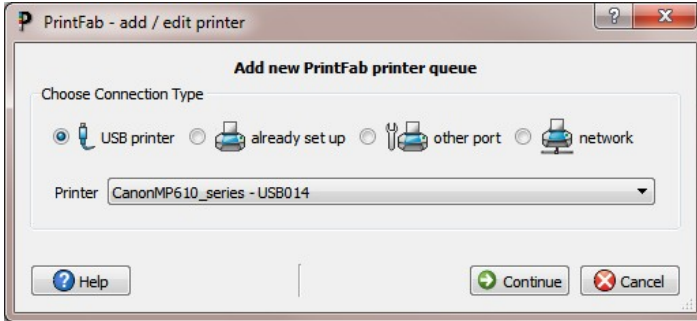 PrintFab - add / edit printer
Add new PrintFab printer queue
Choose Connection Type
USB printer already set up other port network
Printer CanonMP610_series - USB014
Help Continue Cancel